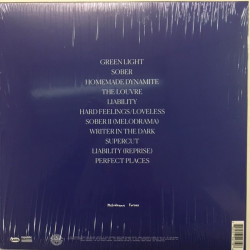 GREEN LIGHT
SOBER
HOMEMADE DYNAMITE
THE LOUVRE
LIABILITY
HARD FEELINGS/LOVELESS
SOBER II (MELODRAMA)
WRITER IN THE DARK
SUPERCUT
LIABILITY (REPRISE)
PERFECT PLACES